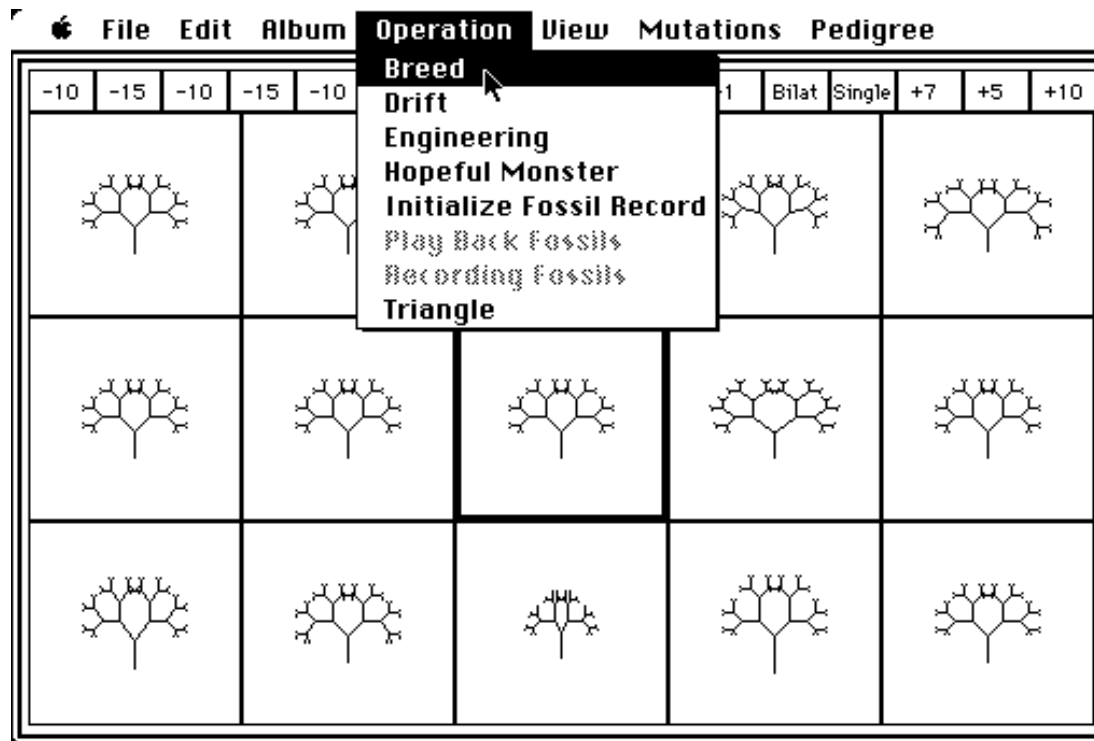 File Edit Album Operation View Mutations Pedigree
-10 -15 -10 -15 -10 Bilat Single +7 +5 +10
Breed
Drift
Engineering
Hopeful Monster
Initialize Fossil Record
Play Back Fossils
Recording Fossils
Triangle